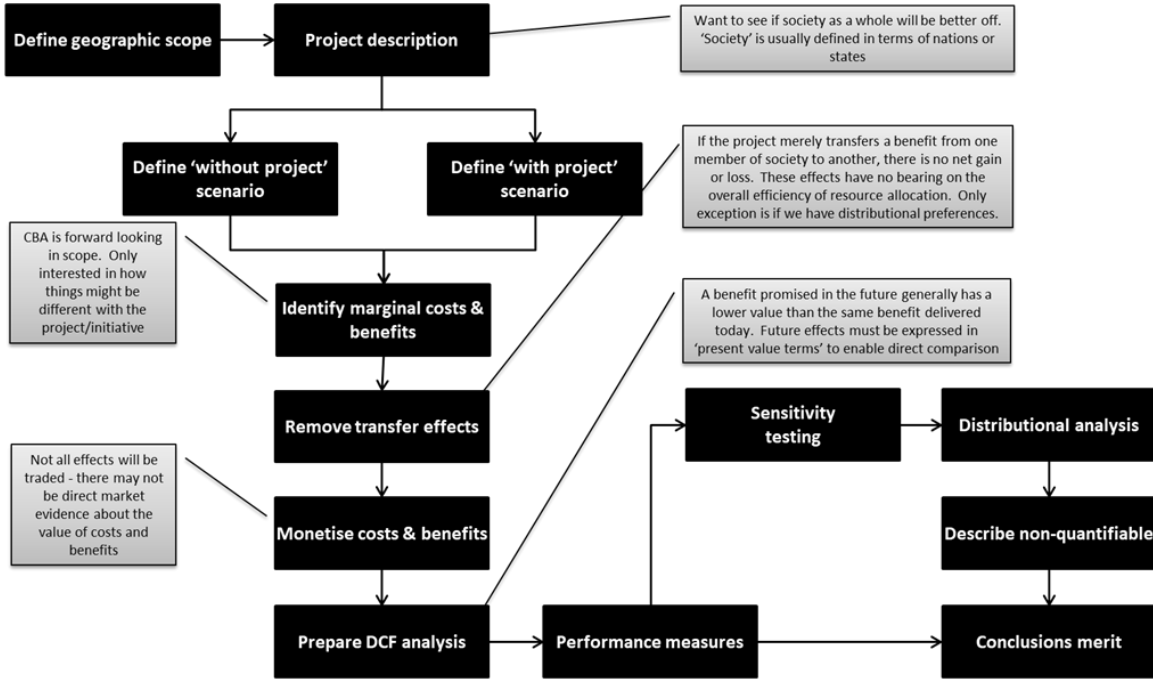 Define geographic scope
Project description
Want to see if society as a whole will be better off.
‘Society’ is usually defined in terms of nations or
states
Define ‘without project’
scenario
Define ‘with project’
scenario
If the project merely transfers a benefit from one
member of society to another, there is no net gain
or loss.  These effects have no bearing on the
overall efficiency of resource allocation.  Only
exception is if we have distributional preferences.
CBA is forward looking
in scope.  Only
interested in how
things might be
different with the
project/initiative
Identify marginal costs &
benefits
A benefit promised in the future generally has a
lower value than the same benefit delivered
today.  Future effects must be expressed in
‘present value terms’ to enable direct comparison
Remove transfer effects
Sensitivity
testing
Distributional analysis
Not all effects will be
traded - there may not
be direct market
evidence about the
value of costs and
benefits
Monetise costs & benefits
Describe non-quantifiable
Prepare DCF analysis
Performance measures
Conclusions merit